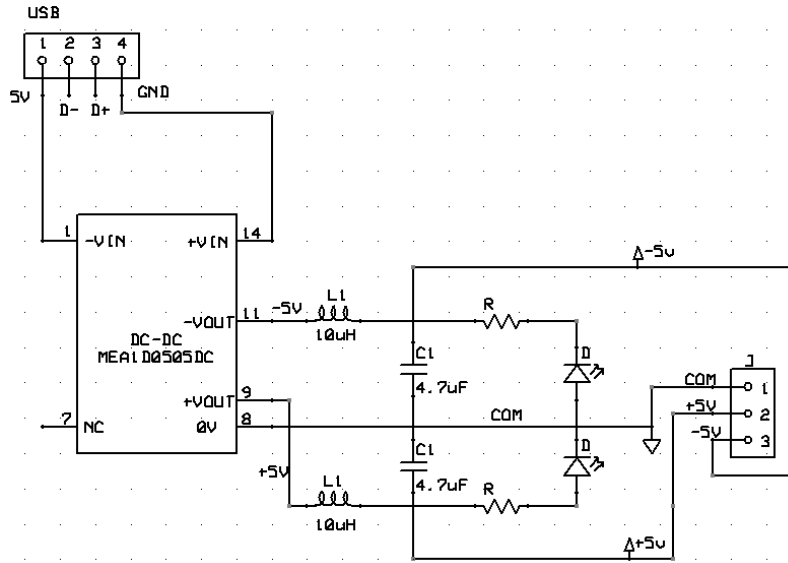 USB
1 2 3 4
5V D- D+ GND
1 -VIN +VIN 14
-5v
-VOUT 11 -5V L1 R
10uH
DC-DC
MEA1D0505DC
C1 D J
4.7uF
COM 1
+VOUT 9
+5V 2
7 NC 0V 8 COM
-5V 3
C1 D
+5V L1 4.7uF R
10uH
+5v